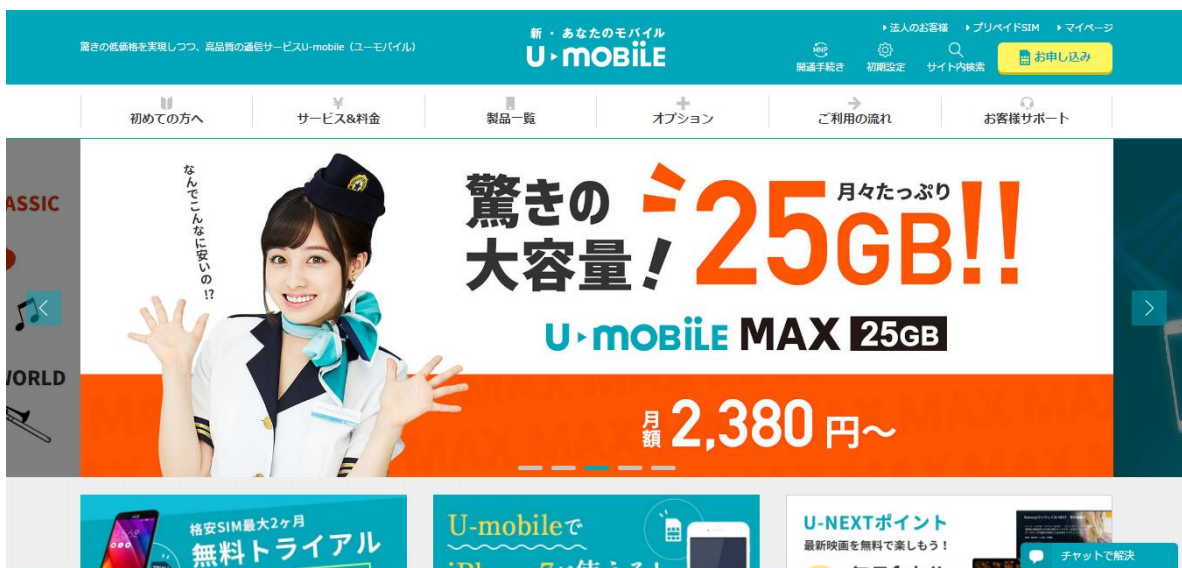 驚きの低価格を実現しつつ、高品質の通信サービスU-mobile（ユーモバイル）
新・あなたのモバイル
U MOBiLE
法人のお客様
プリペイドSIM
マイページ
MNP
開通手続き
初期設定
サイト内検索
お申し込み
初めての方へ
¥
サービス&料金
製品一覧
オプション
ご利用の流れ
お客様サポート
ASSIC
WORLD
なんでこんなに安いの!?
驚きの
大容量!
月々たっぷり
25GB!!
U MOBiLE MAX 25GB
月額 2,380 円〜
格安SIM最大2ヶ月
無料トライアル
U-mobileで
U-NEXTポイント
最新映画を無料で楽しもう！
チャットで解決